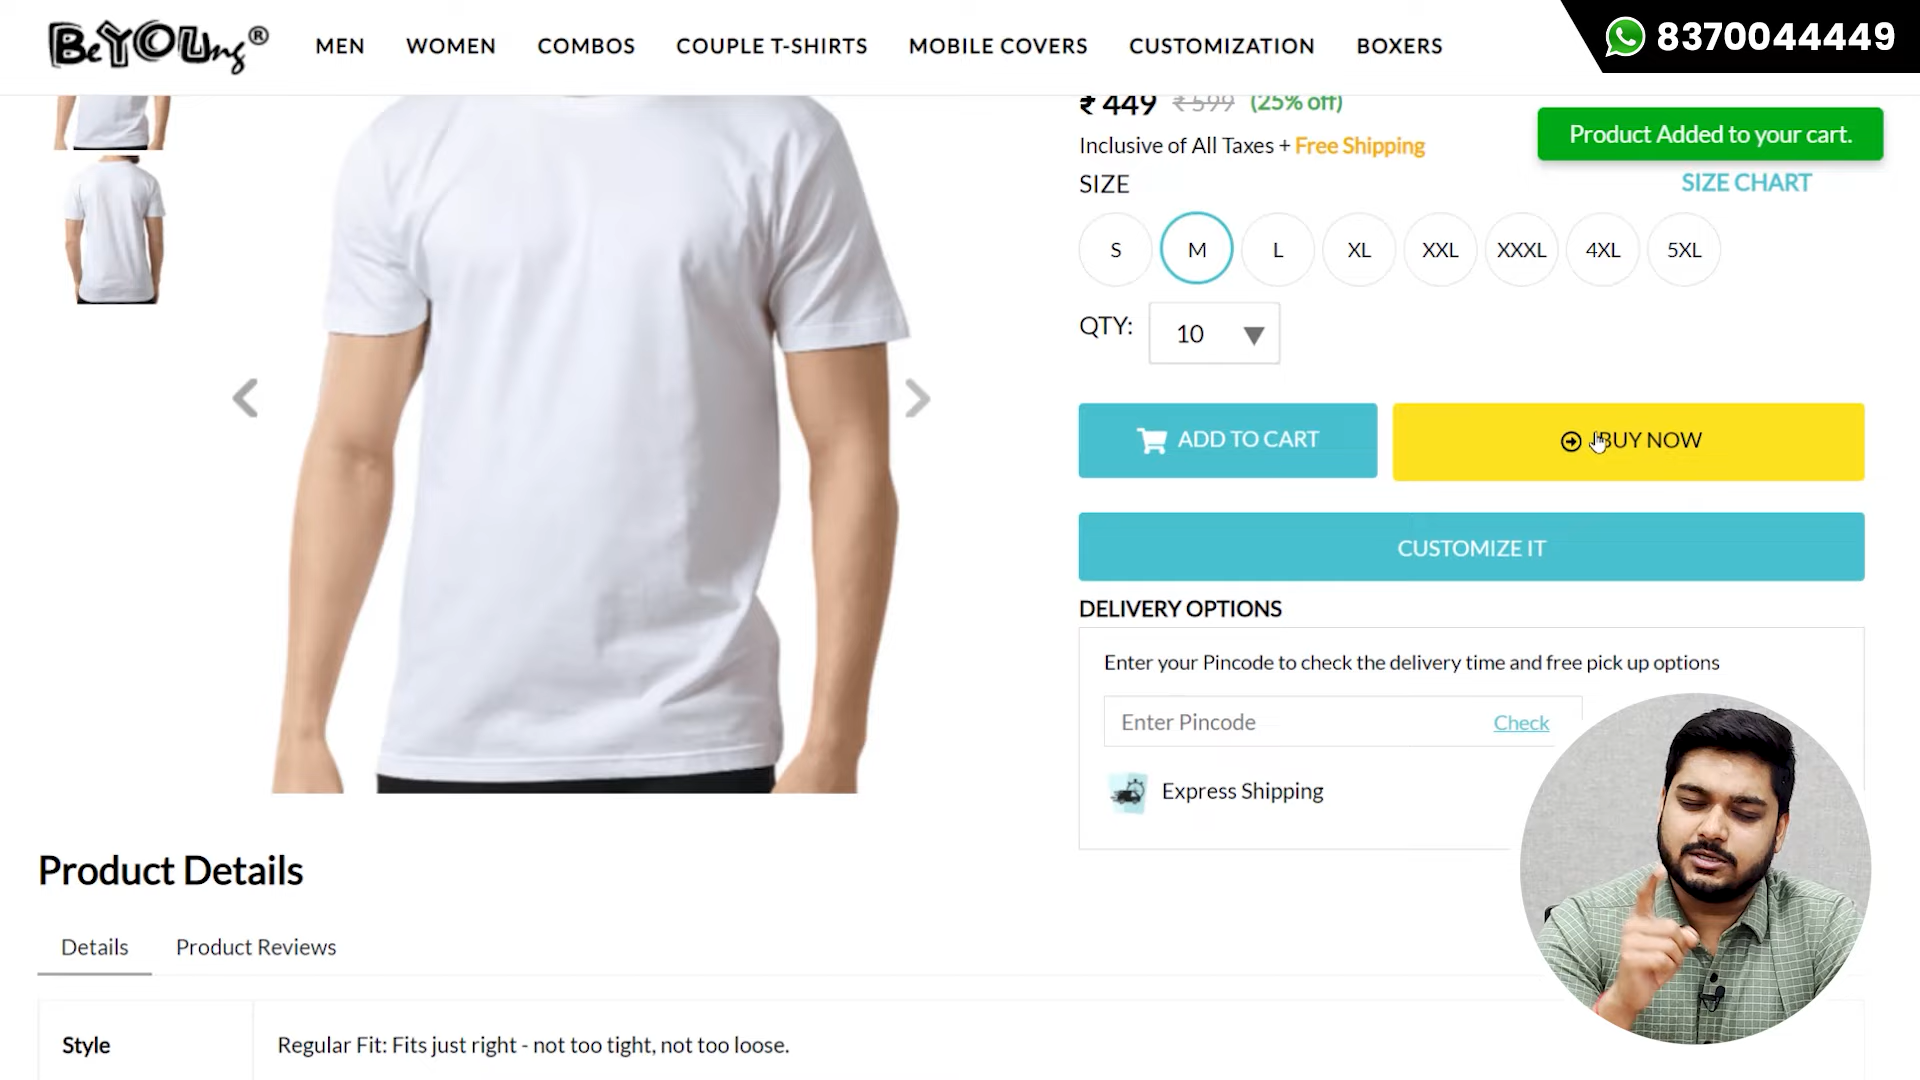 BeYOUng®
MEN WOMEN COMBOS COUPLE T-SHIRTS MOBILE COVERS CUSTOMIZATION BOXERS
8370044449
₹ 449 ₹ 599 (25% off)
Product Added to your cart.
Inclusive of All Taxes + Free Shipping
SIZE SIZE CHART
S M L XL XXL XXXL 4XL 5XL
QTY: 10
ADD TO CART BUY NOW
CUSTOMIZE IT
DELIVERY OPTIONS
Enter your Pincode to check the delivery time and free pick up options
Enter Pincode Check
Express Shipping
Product Details
Details Product Reviews
Style Regular Fit: Fits just right - not too tight, not too loose.